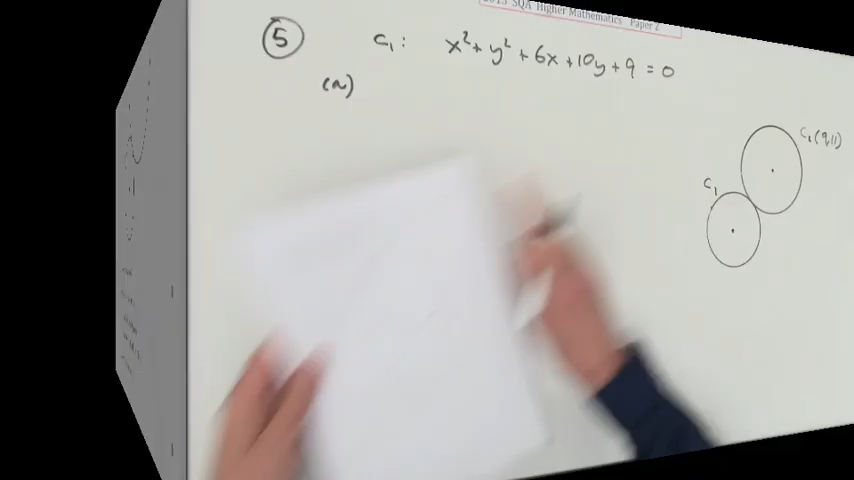 2015 SQA Higher Mathematics Paper 2
5
C₁: x² + y² + 6x + 10y + 9 = 0
(a)
C₂ (9,11)
C₁